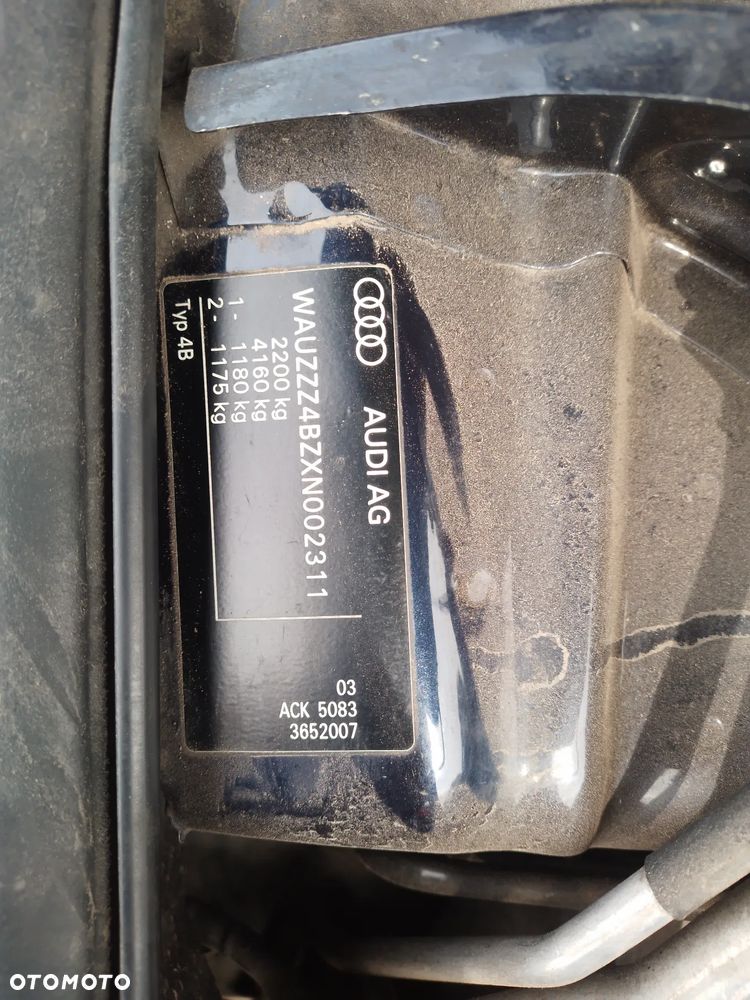 AUDI AG
WAUZZZ4BZXN002311
2200 kg
4160 kg
1 - 1180 kg
2 - 1175 kg
Typ 4B
03
ACK 5083
3652007
OTOMOTO